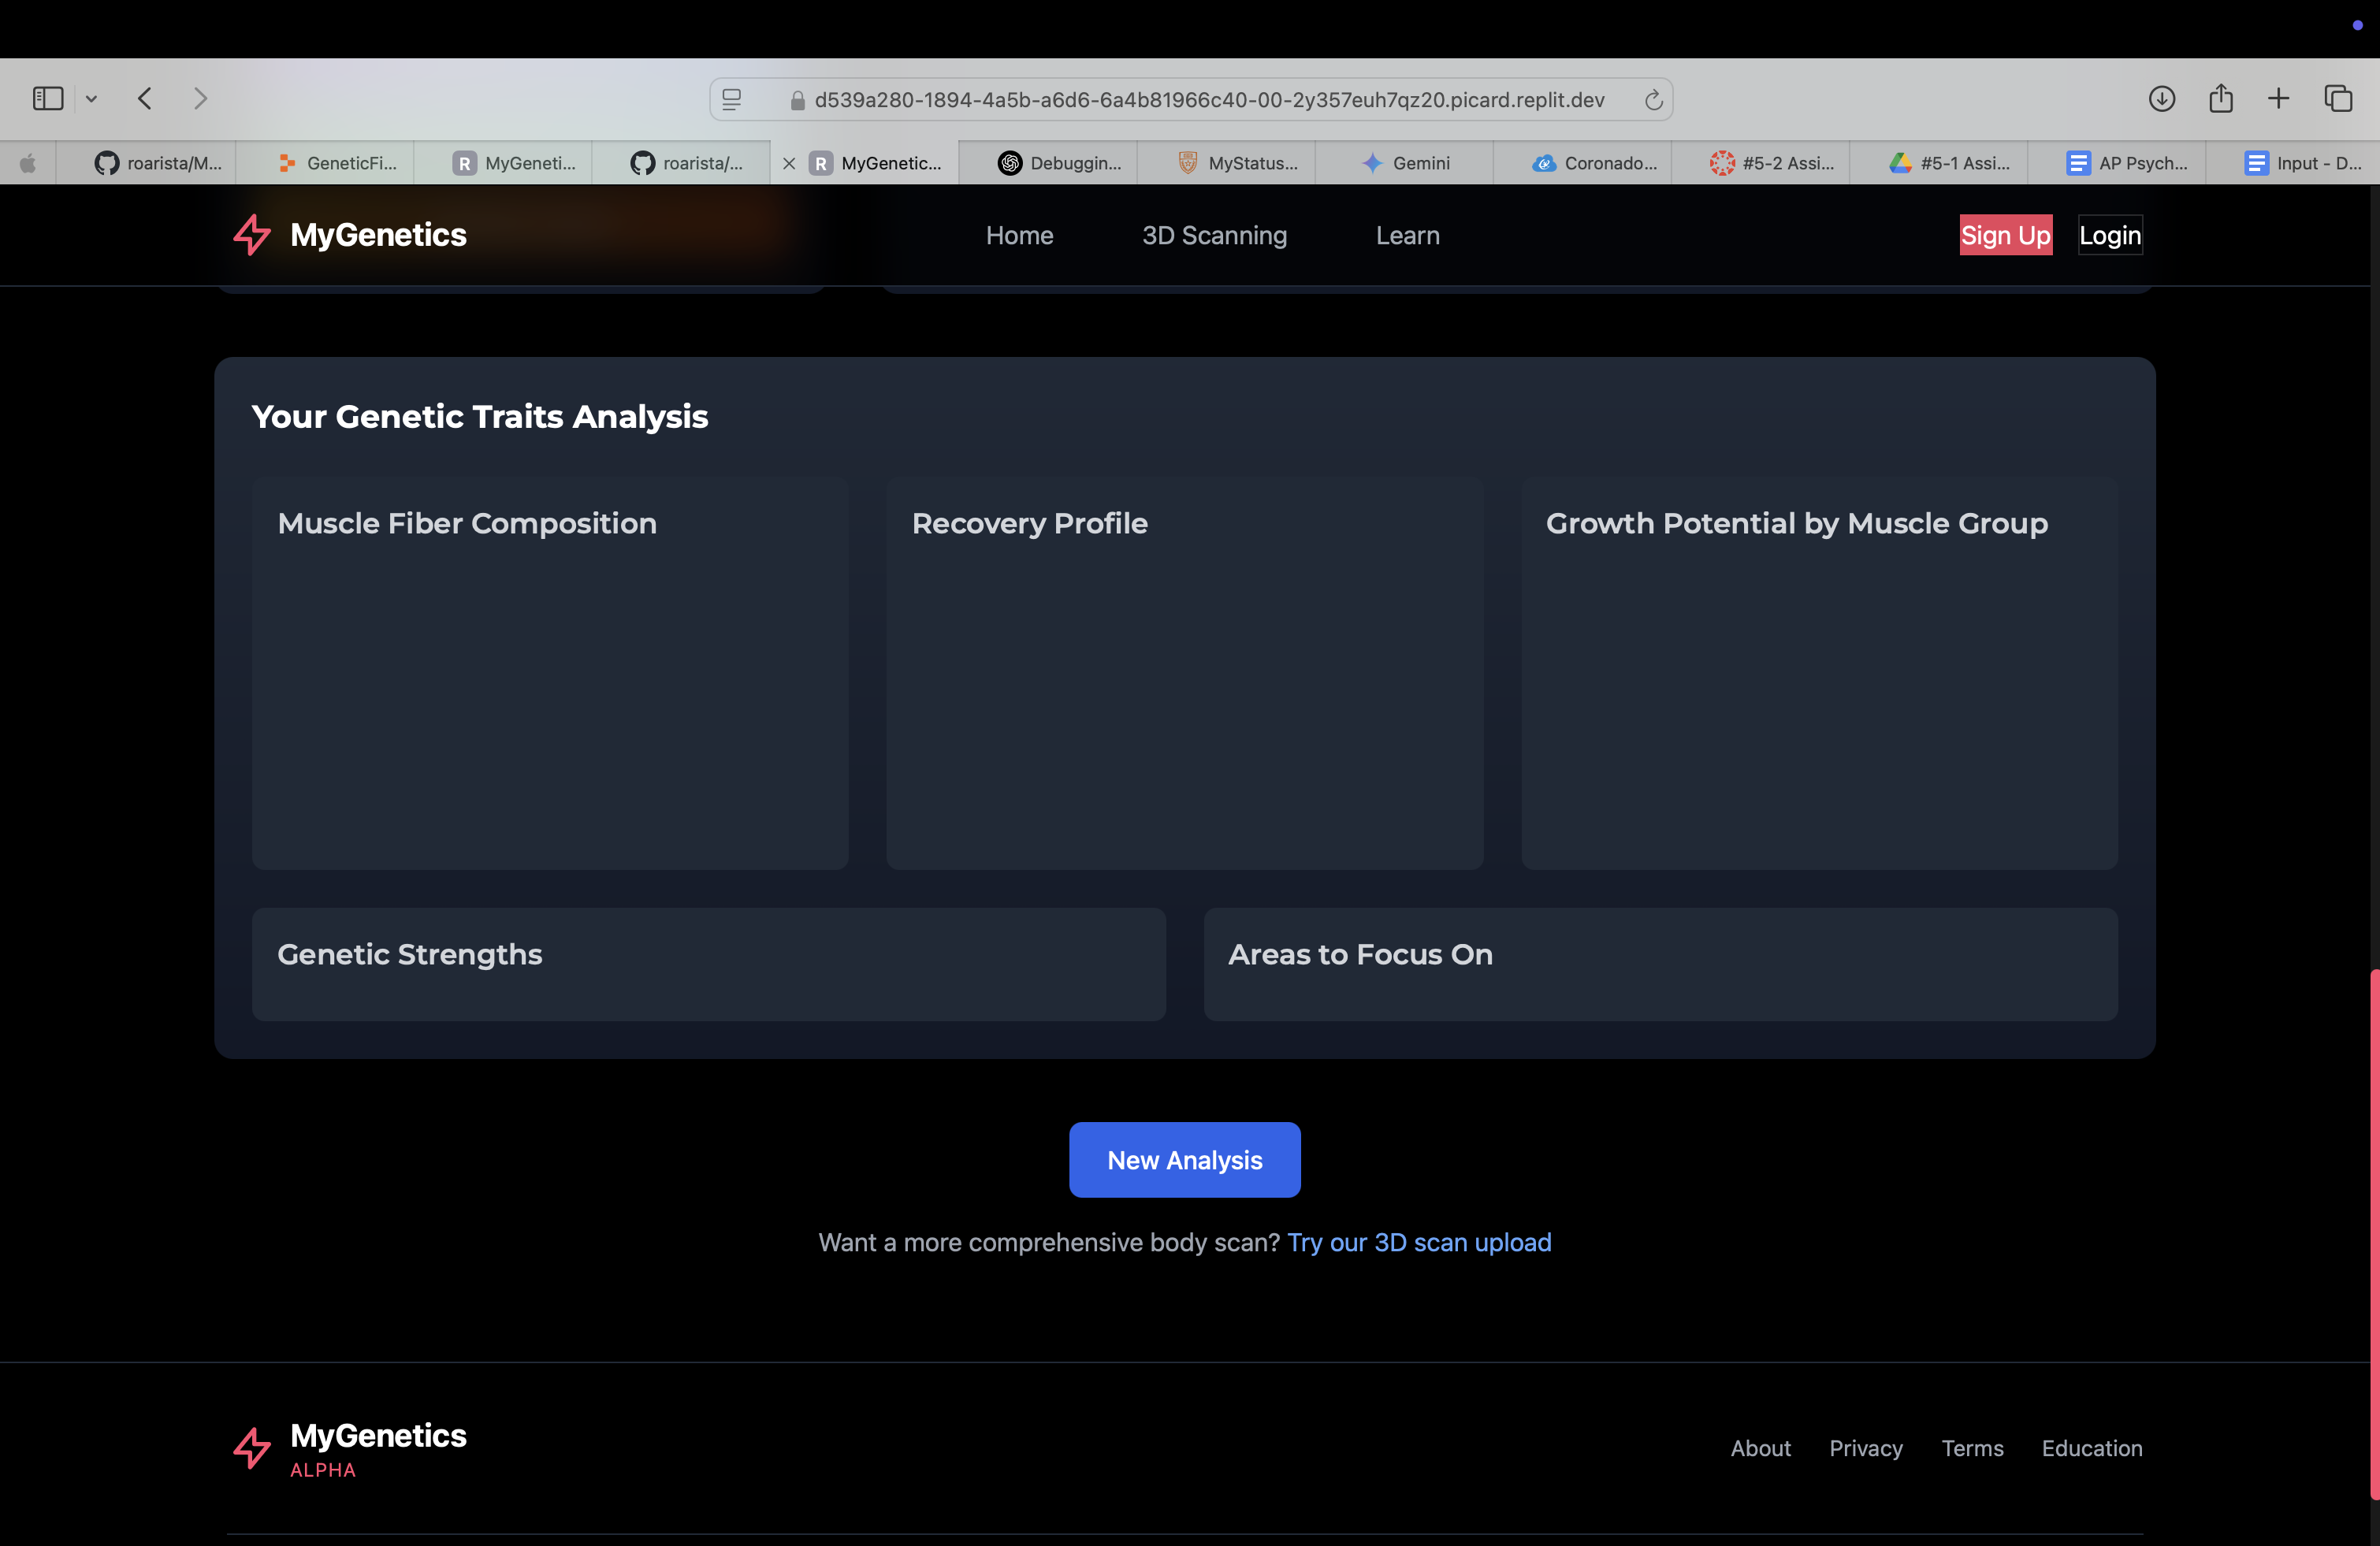 d539a280-1894-4a5b-a6d6-6a4b81966c40-00-2y357euh7qz20.picard.replit.dev
roarista/M...
GeneticFi...
R MyGeneti...
roarista/...
R MyGenetic...
Debuggin...
MyStatus...
Gemini
Coronado...
#5-2 Assi...
#5-1 Assi...
AP Psych...
Input - D...
MyGenetics
Home
3D Scanning
Learn
Sign Up
Login
Your Genetic Traits Analysis
Muscle Fiber Composition
Recovery Profile
Growth Potential by Muscle Group
Genetic Strengths
Areas to Focus On
New Analysis
Want a more comprehensive body scan? Try our 3D scan upload
MyGenetics
ALPHA
About
Privacy
Terms
Education